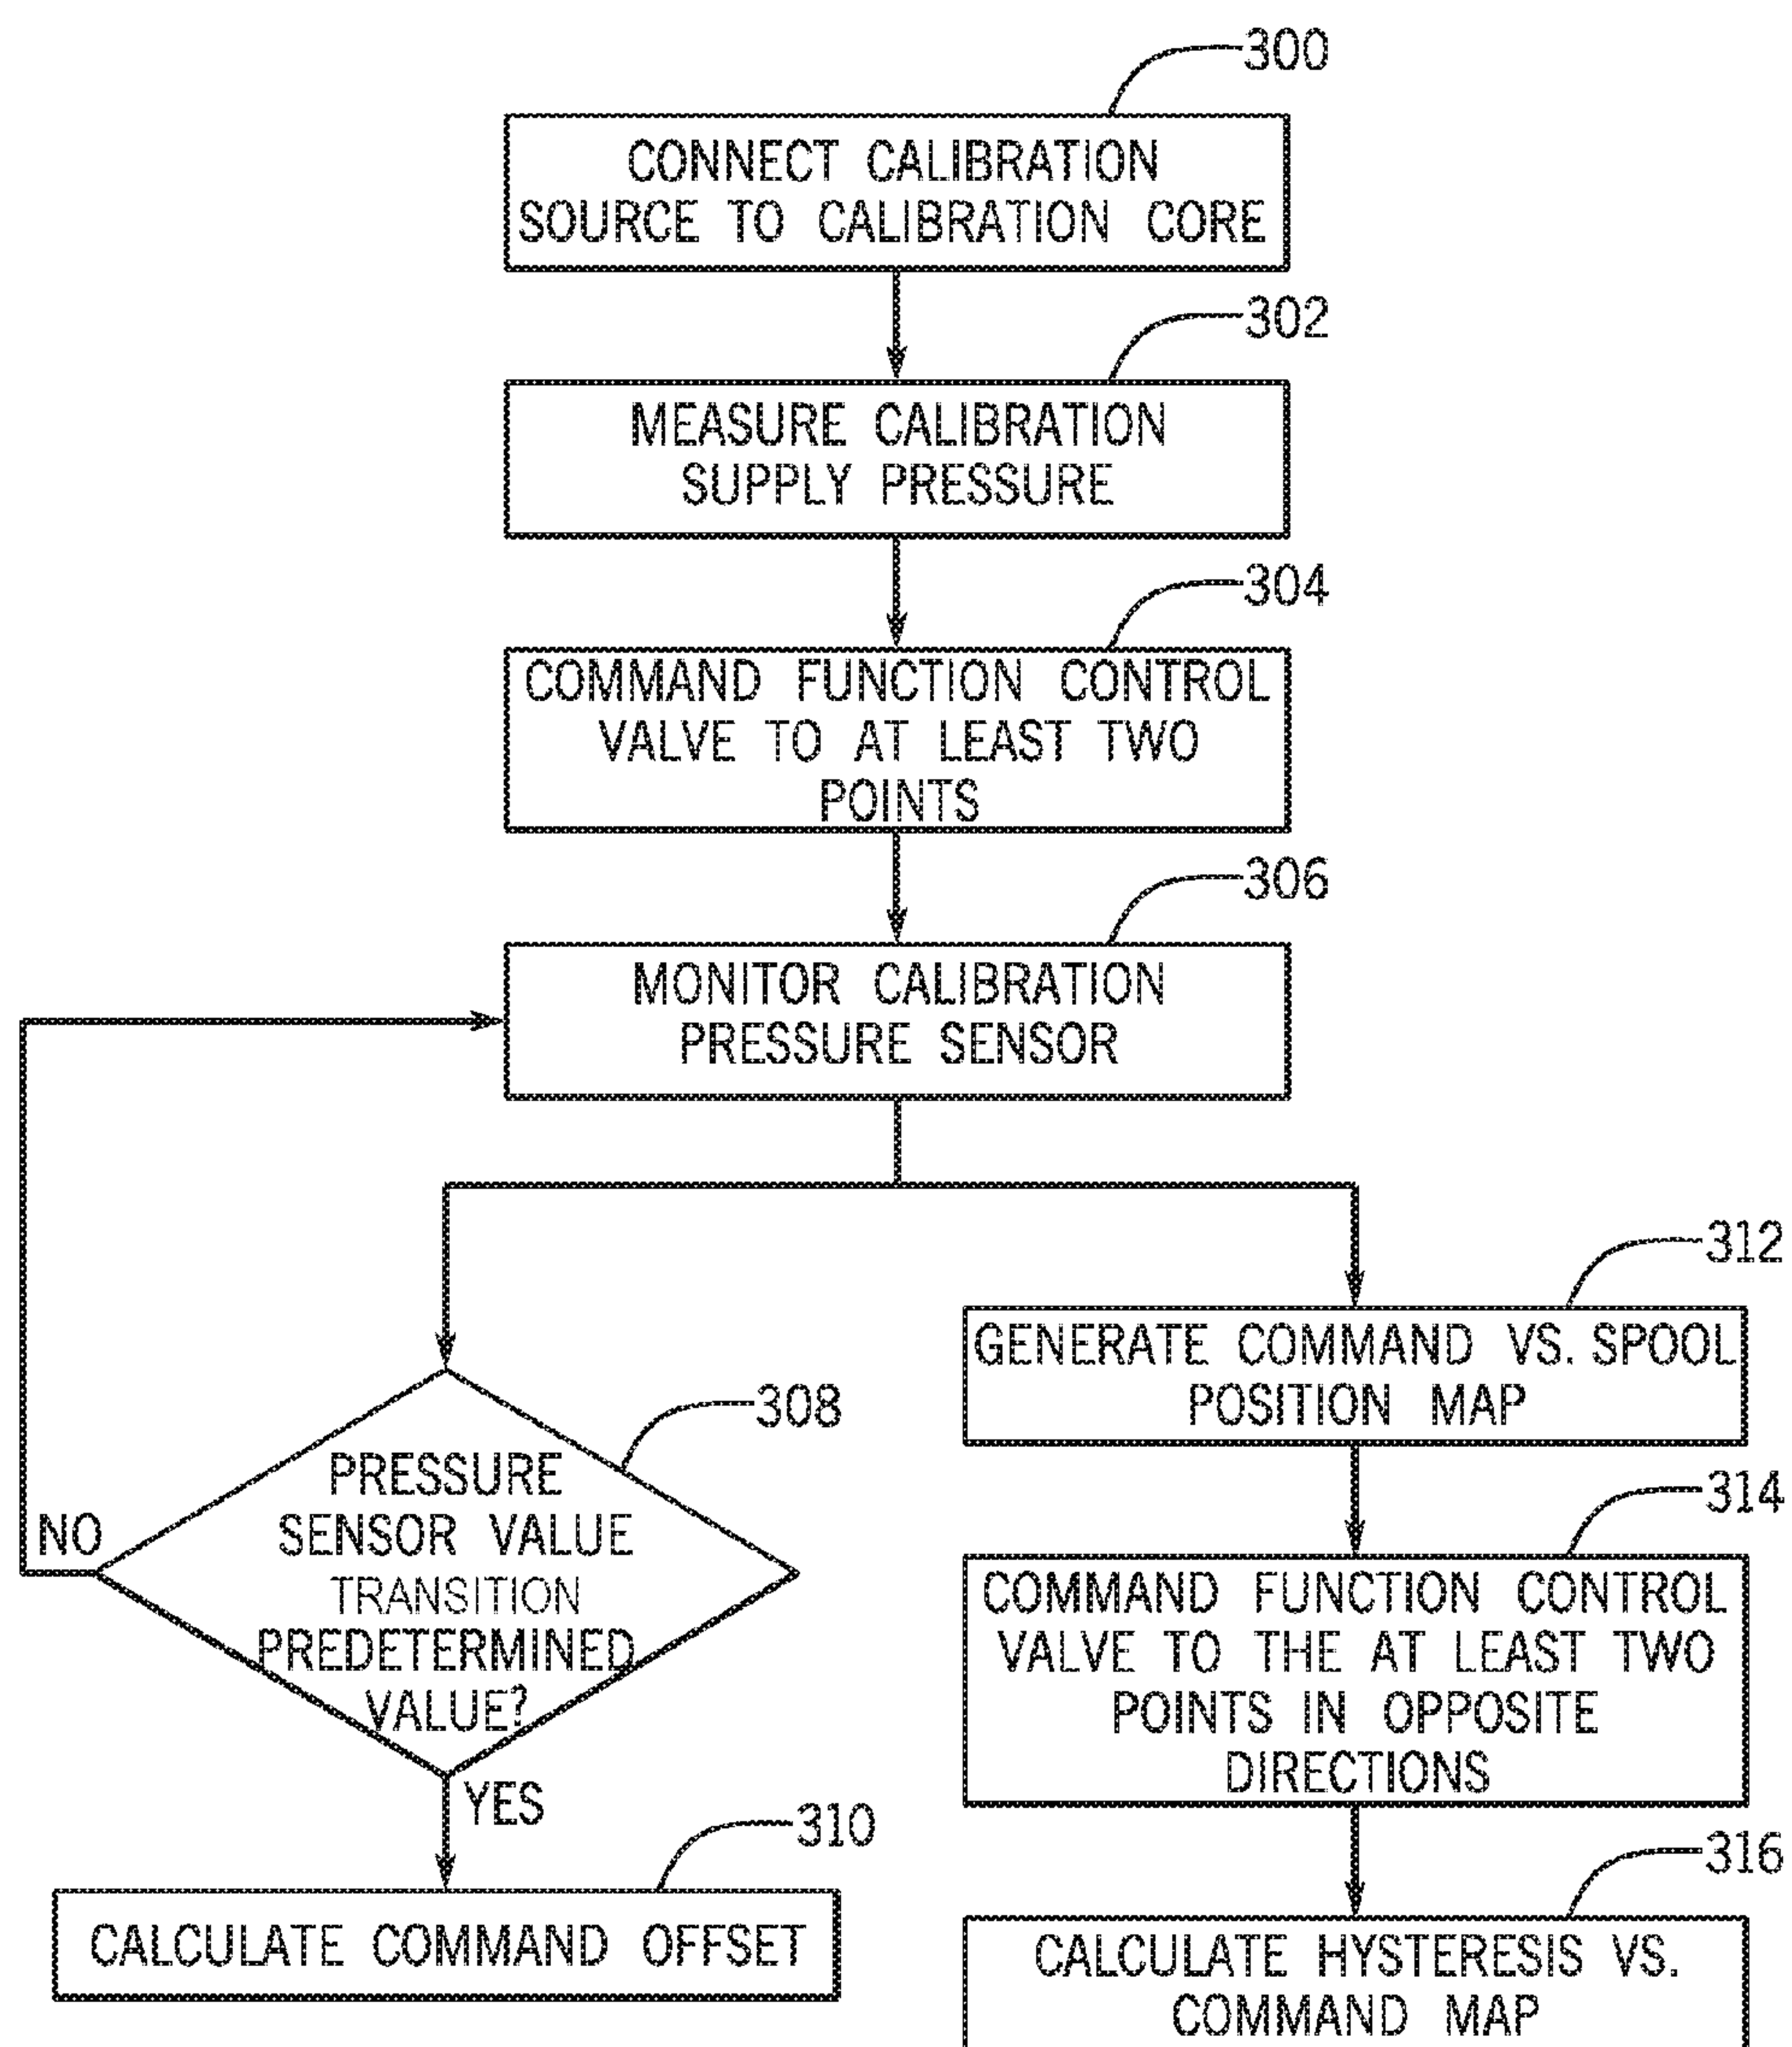 300
CONNECT CALIBRATION
SOURCE TO CALIBRATION CORE
302
MEASURE CALIBRATION
SUPPLY PRESSURE
304
COMMAND FUNCTION CONTROL
VALVE TO AT LEAST TWO
POINTS
306
MONITOR CALIBRATION
PRESSURE SENSOR
308
PRESSURE
SENSOR VALUE
TRANSITION
PREDETERMINED
VALUE?
NO
YES
310
CALCULATE COMMAND OFFSET
312
GENERATE COMMAND VS. SPOOL
POSITION MAP
314
COMMAND FUNCTION CONTROL
VALVE TO THE AT LEAST TWO
POINTS IN OPPOSITE
DIRECTIONS
316
CALCULATE HYSTERESIS VS.
COMMAND MAP